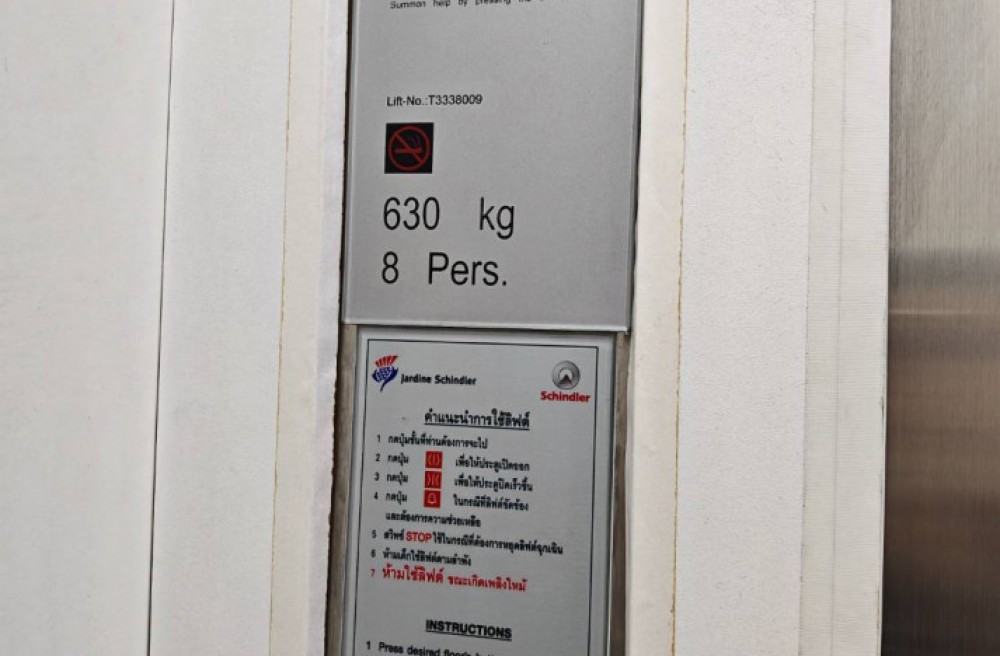 Summon help by pressing the
Lift-No.:T3338009
630 kg
8 Pers.
Jardine Schindler
Schindler
คำแนะนำการใช้ลิฟต์
1 กดปุ่มชั้นที่ท่านต้องการจะไป
2 กดปุ่ม เพื่อให้ประตูเปิดออก
3 กดปุ่ม เพื่อให้ประตูปิดเร็วขึ้น
4 กดปุ่ม ในกรณีที่ลิฟต์ขัดข้อง
และต้องการความช่วยเหลือ
5 สวิตช์ STOP ใช้ในกรณีที่ต้องการหยุดลิฟต์ฉุกเฉิน
6 ห้ามเด็กใช้ลิฟต์ตามลำพัง
7 ห้ามใช้ลิฟต์ ขณะเกิดเพลิงไหม้
INSTRUCTIONS
1 Press desired floor's